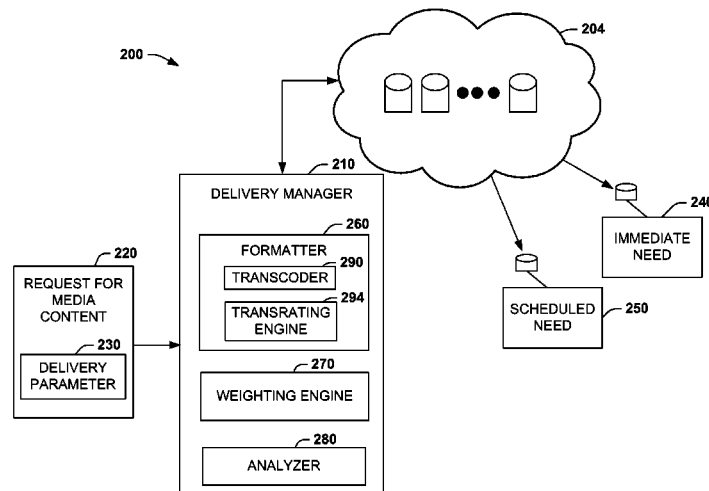 204
200
210
DELIVERY MANAGER
240
IMMEDIATE
NEED
260
FORMATTER
220
290
REQUEST FOR
MEDIA
CONTENT
TRANSCODER
294
TRANSRATING
ENGINE
SCHEDULED
NEED
250
230
DELIVERY
PARAMETER
270
WEIGHTING ENGINE
280
ANALYZER